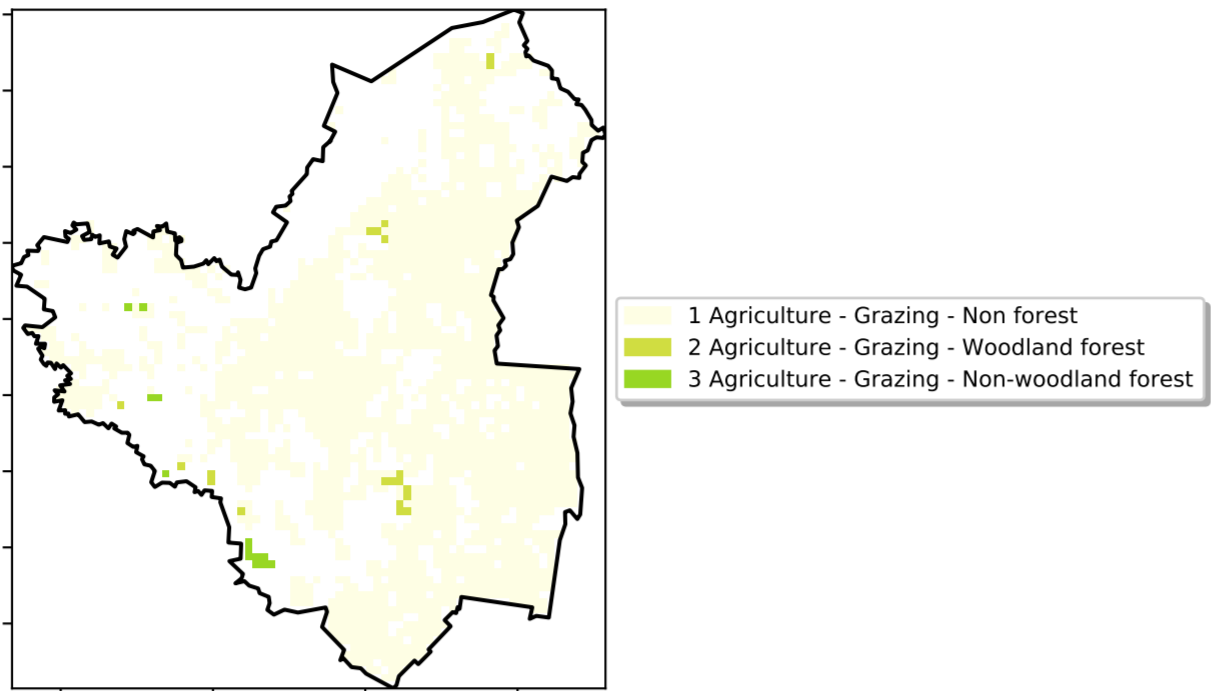 1 Agriculture - Grazing - Non forest
2 Agriculture - Grazing - Woodland forest
3 Agriculture - Grazing - Non-woodland forest